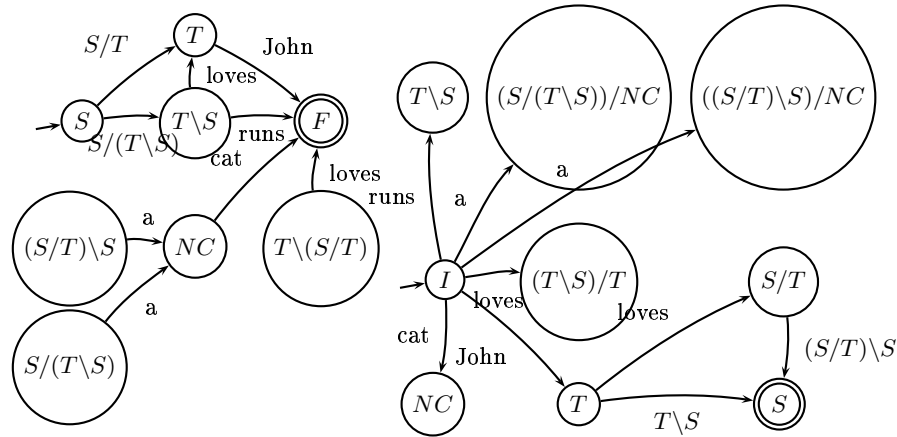 S/T
T
John
loves
S
T\S
F
S/(T\S)
runs
cat
loves
(S/T)\S
a
NC
T\(S/T)
a
S/(T\S)
T\S
(S/(T\S))/NC
((S/T)\S)/NC
runs
a
a
I
(T\S)/T
S/T
loves
loves
cat
John
(S/T)\S
NC
T
T\S
S